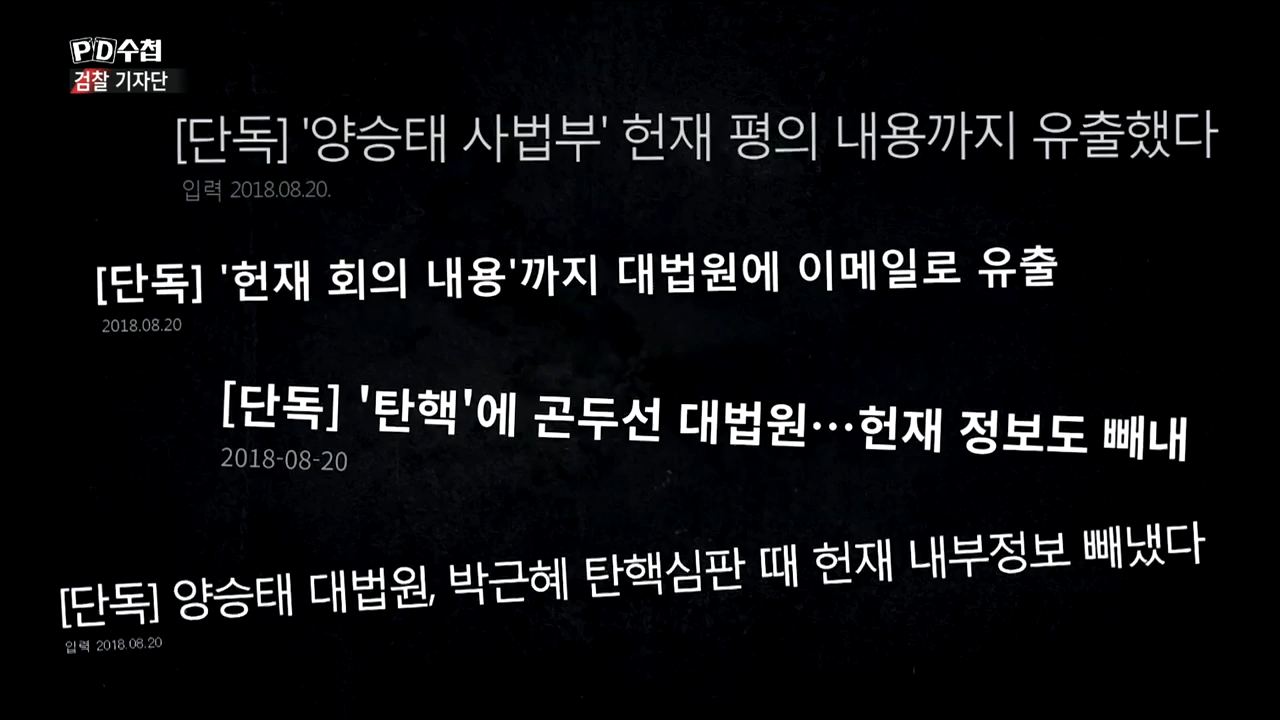 PD수첩
검찰 기자단
[단독] '양승태 사법부' 헌재 평의 내용까지 유출했다
입력 2018.08.20.
[단독] '헌재 회의 내용'까지 대법원에 이메일로 유출
2018.08.20
[단독] '탄핵'에 곤두선 대법원…헌재 정보도 빼내
2018-08-20
[단독] 양승태 대법원, 박근혜 탄핵심판 때 헌재 내부정보 빼냈다
입력 2018.08.20